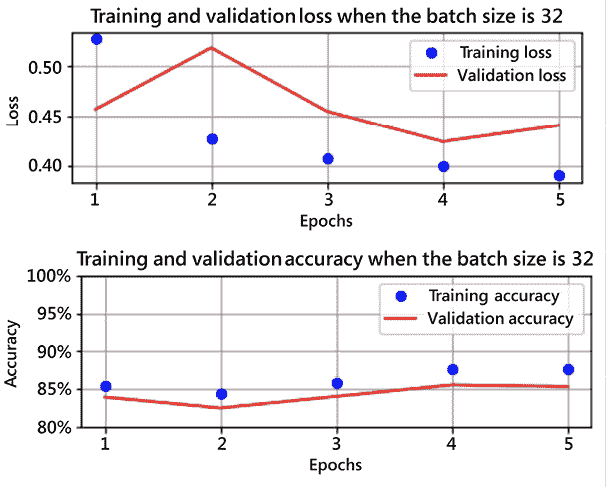 Training and validation loss when the batch size is 32
Training loss
Validation loss
0.50
0.45
0.40
Loss
1 2 3 4 5
Epochs
Training and validation accuracy when the batch size is 32
100%
Training accuracy
95%
Validation accuracy
90%
85%
80%
Accuracy
1 2 3 4 5
Epochs